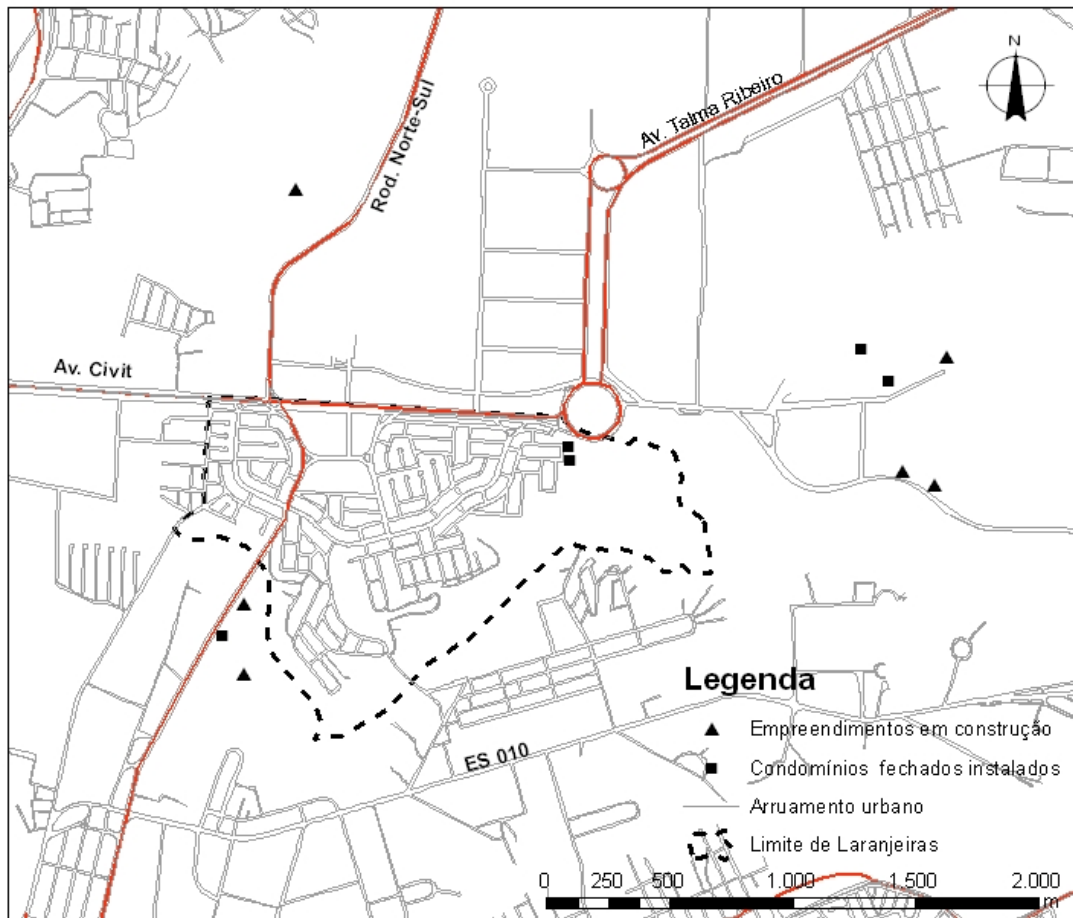 N
Av. Talma Ribeiro
Rod. Norte-Sul
Av. Civit
Legenda
Empreendimentos em construção
ES 010
Condomínios fechados instalados
Arruamento urbano
Limite de Laranjeiras
0 250 500 1.000 1.500 2.000
m